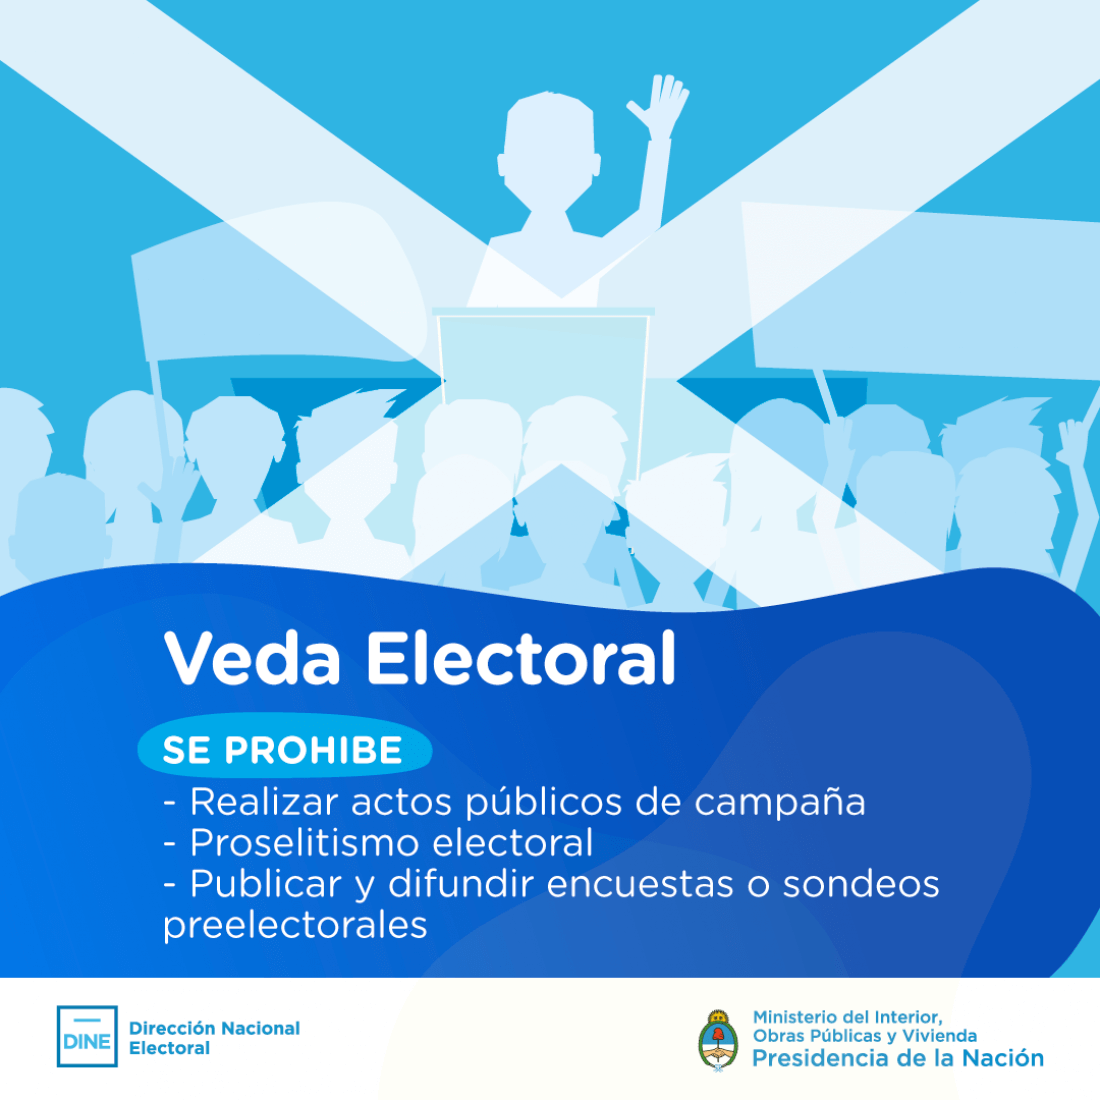 Veda Electoral
SE PROHIBE
- Realizar actos públicos de campaña
- Proselitismo electoral
- Publicar y difundir encuestas o sondeos
preelectorales
DINE
Dirección Nacional
Electoral
Ministerio del Interior,
Obras Públicas y Vivienda
Presidencia de la Nación